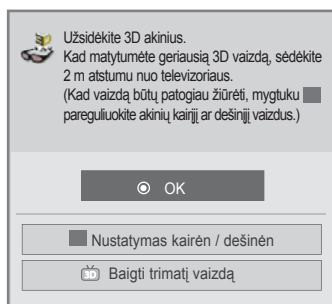 Užsidėkite 3D akinius.
Kad matytumėte geriausią 3D vaizdą, sėdėkite
2 m atstumu nuo televizoriaus.
(Kad vaizdą būtų patogiau žiūrėti, mygtuku
pareguliuokite akinių kairįjį ar dešinįjį vaizdus.)
OK
Nustatymas kairėn / dešinėn
3D Baigti trimatį vaizdą